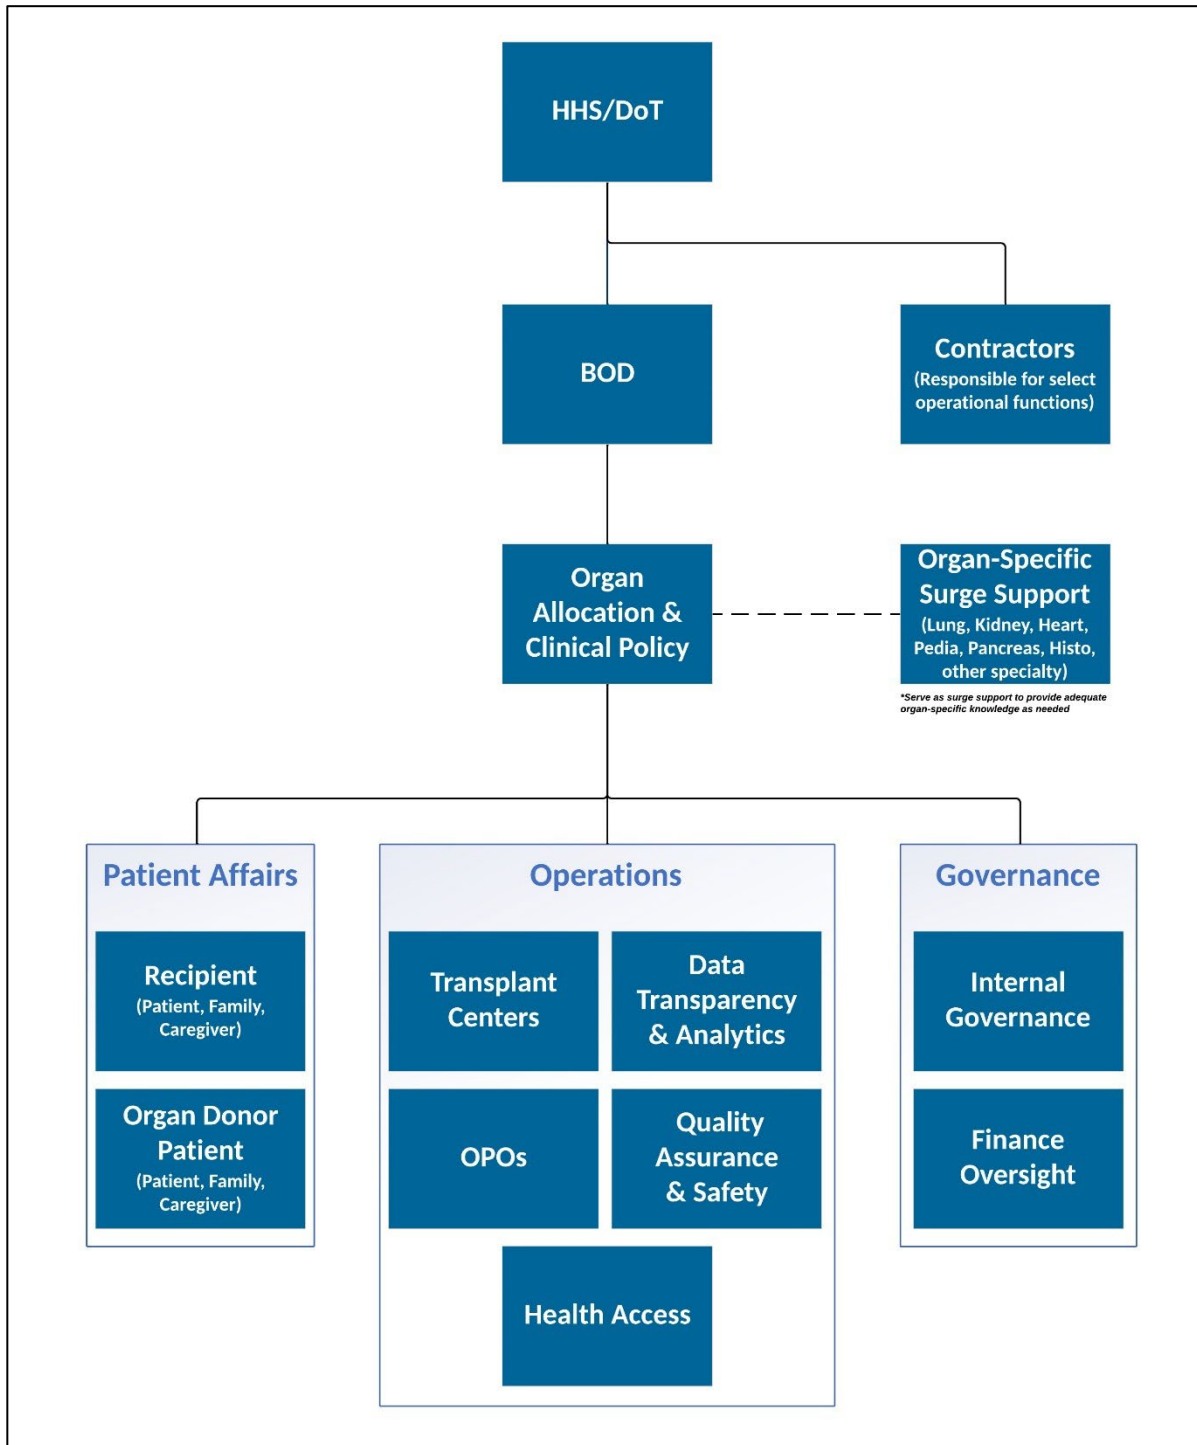 HHS/DoT
BOD
Contractors
(Responsible for select
operational functions)
Organ
Allocation &
Clinical Policy
Organ-Specific
Surge Support
(Lung, Kidney, Heart,
Pedia, Pancreas, Histo,
other specialty)
*Serve as surge support to provide adequate
organ-specific knowledge as needed
Patient Affairs
Recipient
(Patient, Family,
Caregiver)
Organ Donor
Patient
(Patient, Family,
Caregiver)
Operations
Transplant
Centers
Data
Transparency
& Analytics
OPOs
Quality
Assurance
& Safety
Health Access
Governance
Internal
Governance
Finance
Oversight